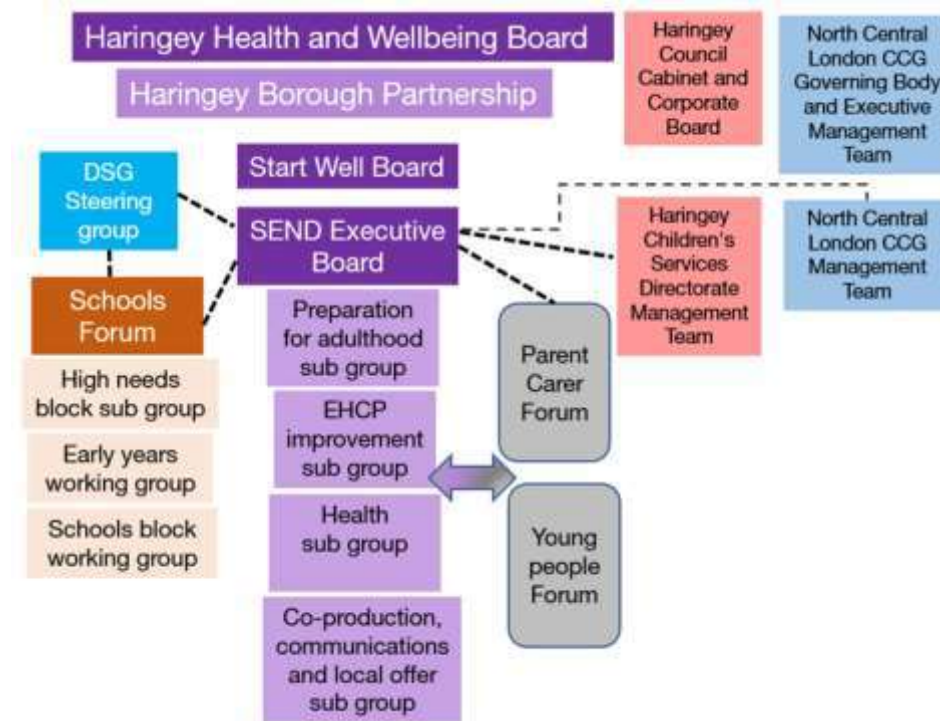 Haringey Health and Wellbeing Board
Haringey Borough Partnership
Haringey
Council
Cabinet and
Corporate
Board
North Central
London CCG
Governing Body
and Executive
Management
Team
DSG
Steering
group
Start Well Board
SEND Executive
Board
Haringey
Children's
Services
Directorate
Management
Team
North Central
London CCG
Management
Team
Schools
Forum
High needs
block sub group
Early years
working group
Schools block
working group
Preparation
for adulthood
sub group
EHCP
improvement
sub group
Health
sub group
Co-production,
communications
and local offer
sub group
Parent
Carer
Forum
Young
people
Forum